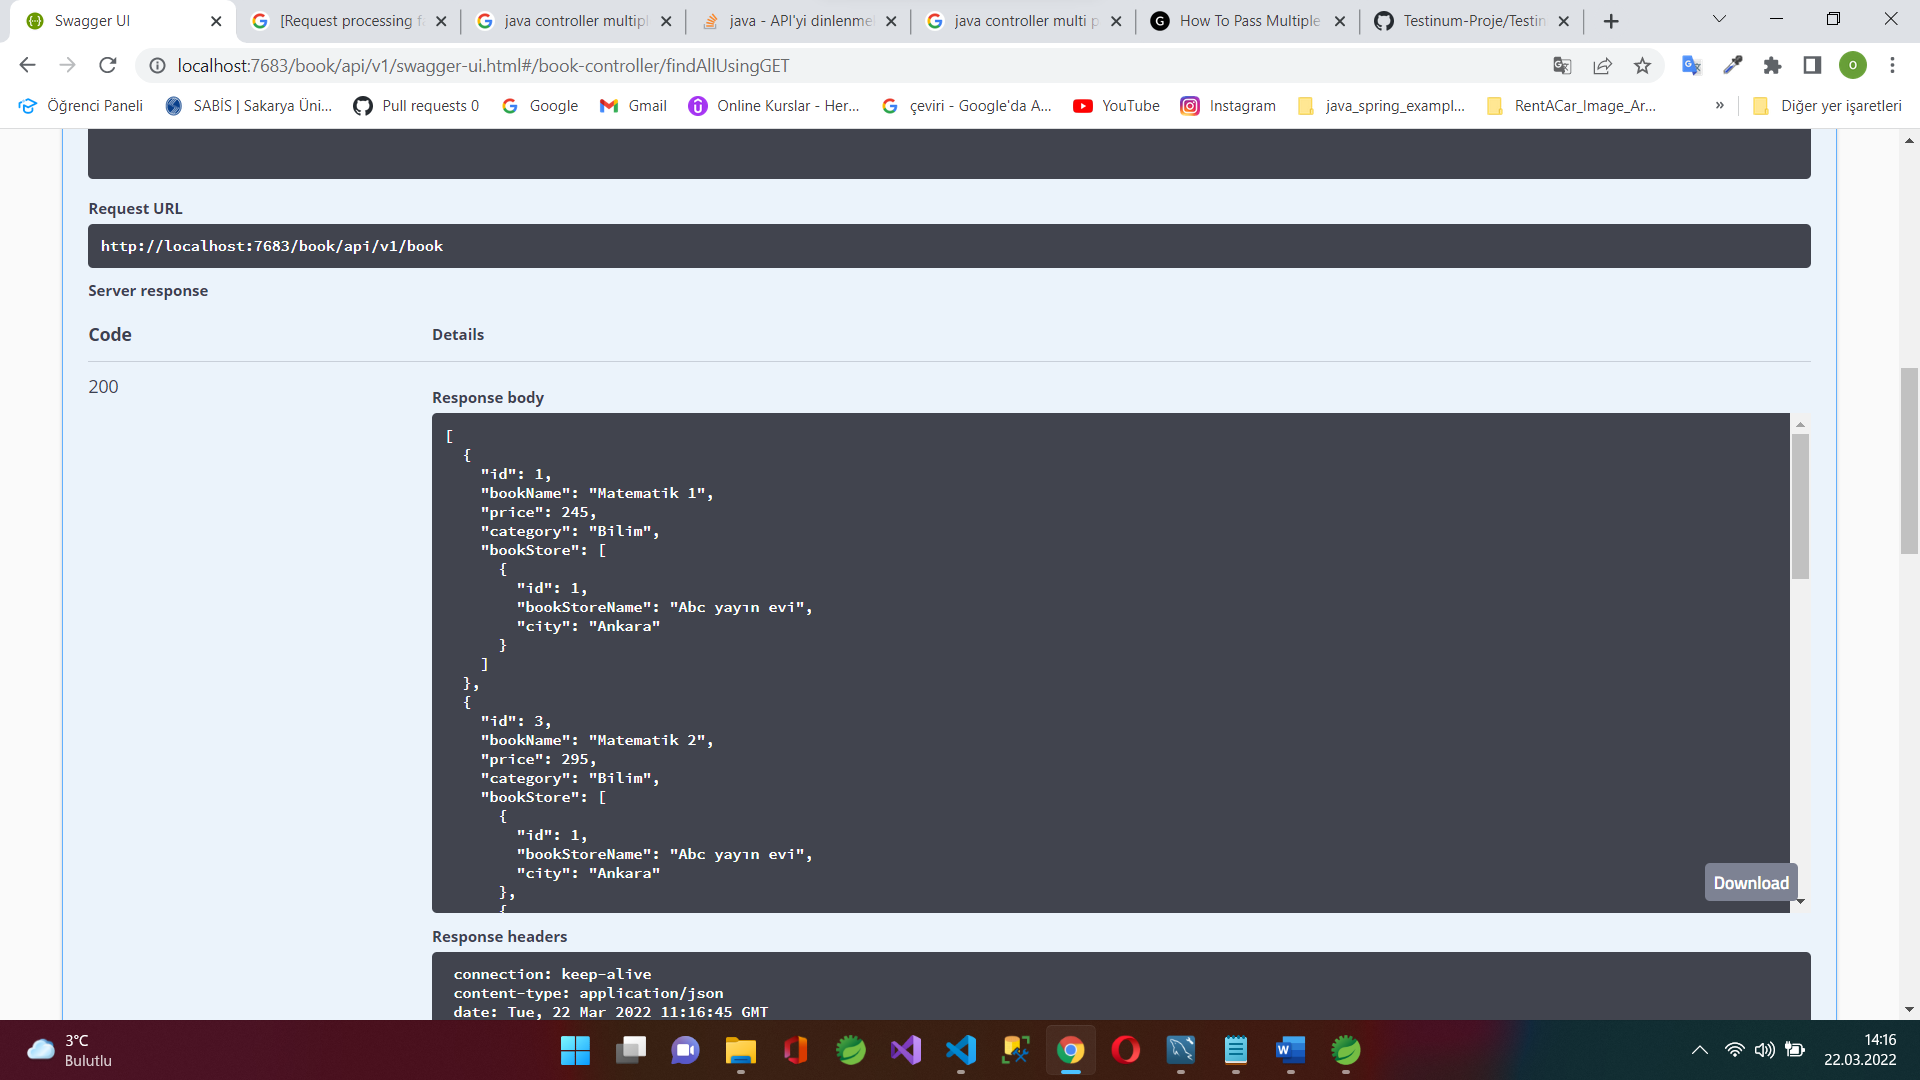 Swagger UI
[Request processing f
java controller multipl
java - API'yi dinlenme
java controller multi p
How To Pass Multiple
Testinum-Proje/Testin
localhost:7683/book/api/v1/swagger-ui.html#/book-controller/findAllUsingGET
Öğrenci Paneli
SABİS | Sakarya Üni...
Pull requests 0
Google
Gmail
Online Kurslar - Her...
çeviri - Google'da A...
YouTube
Instagram
java_spring_exampl...
RentACar_Image_Ar...
»
Diğer yer işaretleri
Request URL
http://localhost:7683/book/api/v1/book
Server response
Code
Details
200
Response body
[
{
"id": 1,
"bookName": "Matematik 1",
"price": 245,
"category": "Bilim",
"bookStore": [
{
"id": 1,
"bookStoreName": "Abc yayın evi",
"city": "Ankara"
}
]
},
{
"id": 3,
"bookName": "Matematik 2",
"price": 295,
"category": "Bilim",
"bookStore": [
{
"id": 1,
"bookStoreName": "Abc yayın evi",
"city": "Ankara"
},
{
Download
Response headers
connection: keep-alive
content-type: application/json
date: Tue, 22 Mar 2022 11:16:45 GMT
3°C
Bulutlu
14:16
22.03.2022